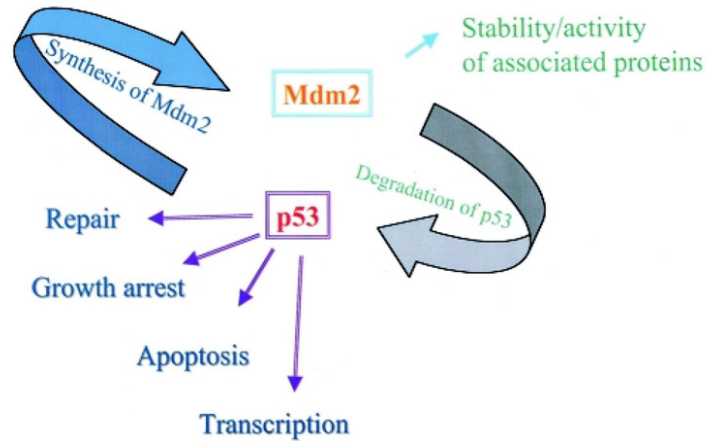 Stability/activity
of associated proteins
Synthesis of Mdm2
Mdm2
Degradation of p53
p53
Repair
Growth arrest
Apoptosis
Transcription